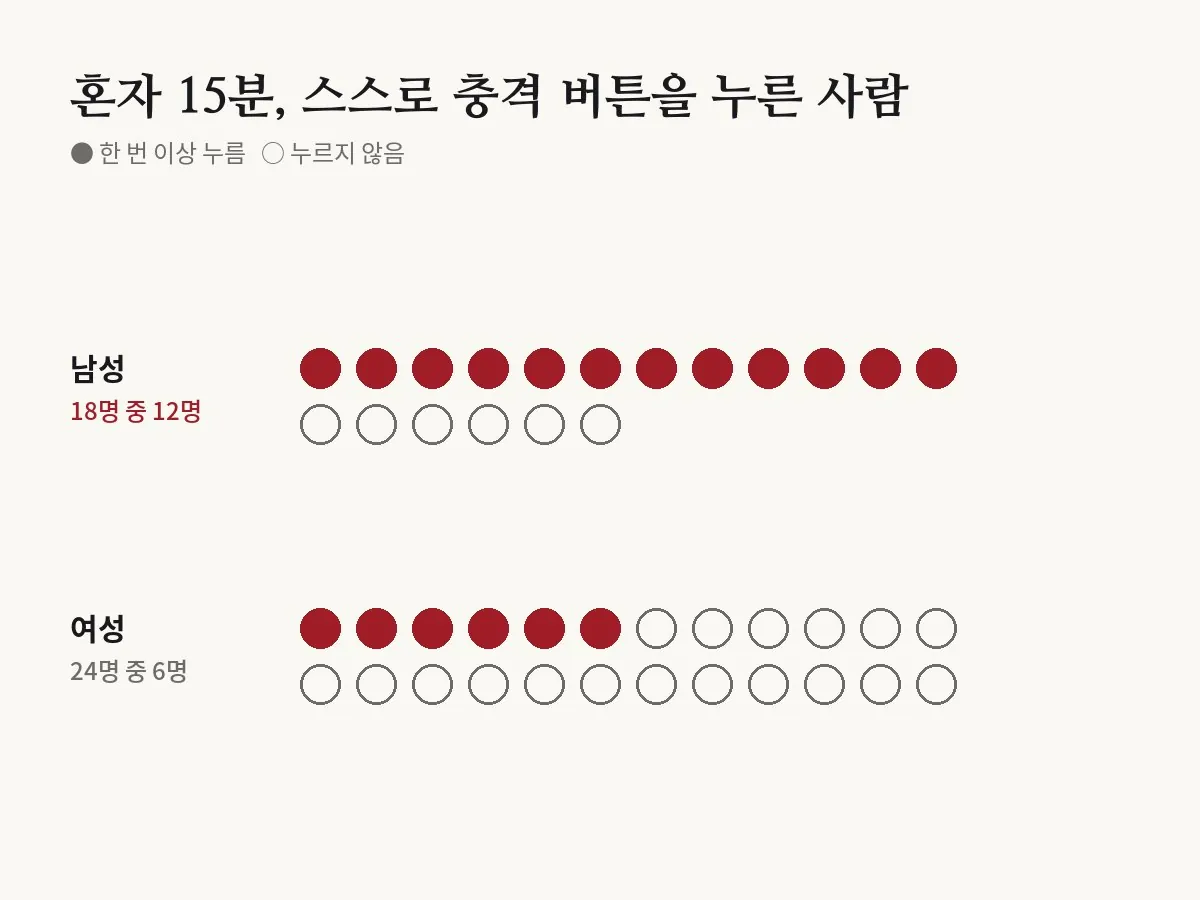 혼자 15분, 스스로 충격 버튼을 누른 사람
● 한 번 이상 누름 ○ 누르지 않음
남성
18명 중 12명
여성
24명 중 6명